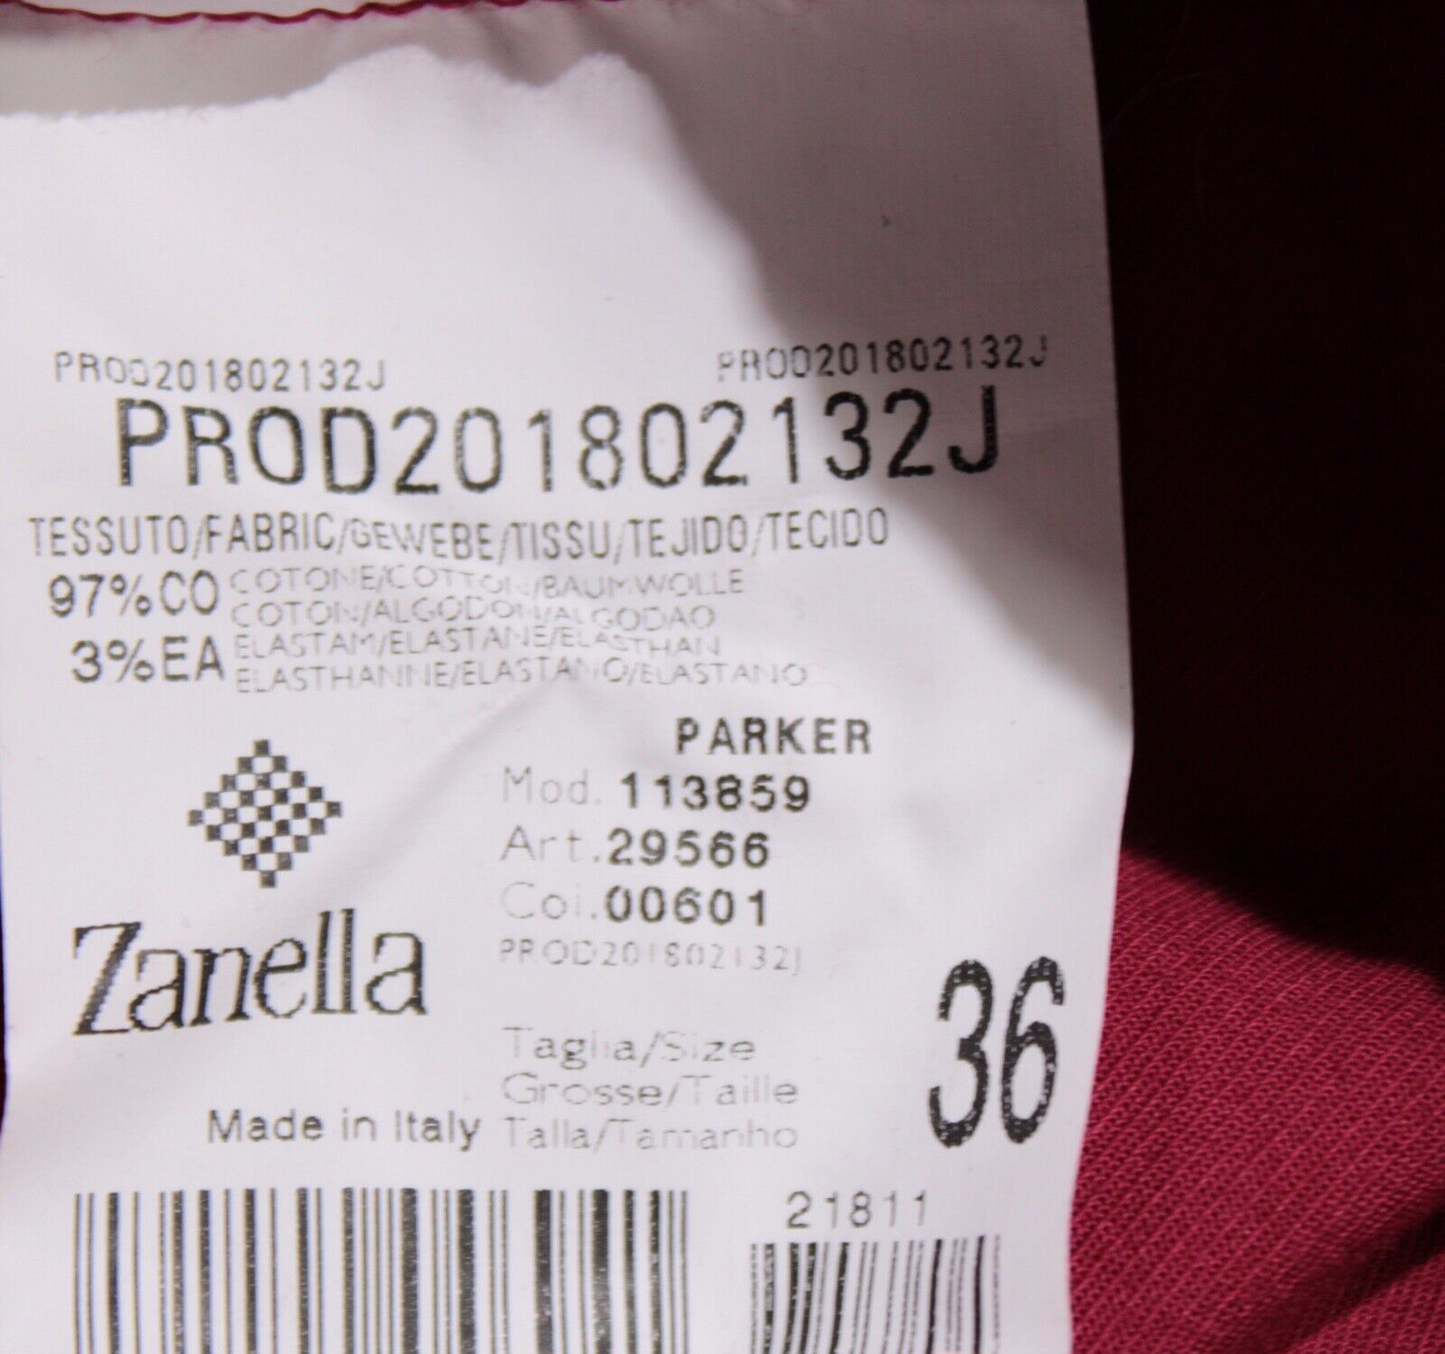 PROD201802132J PROD201802132J
PROD201802132J
TESSUTO/FABRIC/GEWEBE/TISSU/TEJIDO/TECIDO
97%CO COTONE/COTTON/BAUMWOLLE
COTON/ALGODON/ALGODAO
3%EA ELASTAM/ELASTANE/ELASTHAN
ELASTHANNE/ELASTANO/ELASTANO
PARKER
Mod. 113859
Art. 29566
Col. 00601
PROD201802132J
Zanella
36
Taglia/Size
Grosse/Taille
Made in Italy Talla/Tamanho
21811